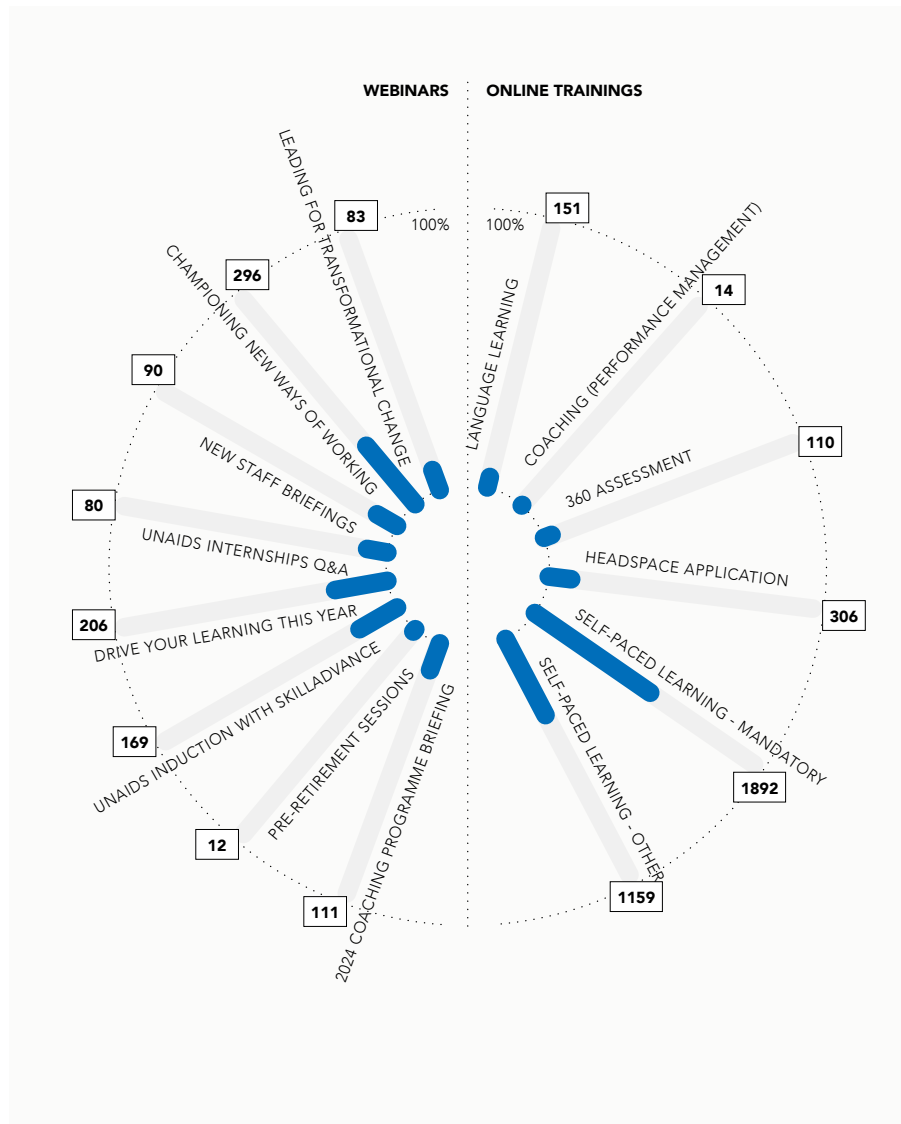 WEBINARS
ONLINE TRAININGS
100%
100%
83
LEADING FOR TRANSFORMATIONAL CHANGE
296
CHAMPIONING NEW WAYS OF WORKING
90
NEW STAFF BRIEFINGS
80
UNAIDS INTERNSHIPS Q&A
206
DRIVE YOUR LEARNING THIS YEAR
169
UNAIDS INDUCTION WITH SKILLADVANCE
12
PRE-RETIREMENT SESSIONS
111
2024 COACHING PROGRAMME BRIEFING
151
LANGUAGE LEARNING
14
COACHING (PERFORMANCE MANAGEMENT)
110
360 ASSESSMENT
306
HEADSPACE APPLICATION
1892
SELF-PACED LEARNING - MANDATORY
1159
SELF-PACED LEARNING - OTHER